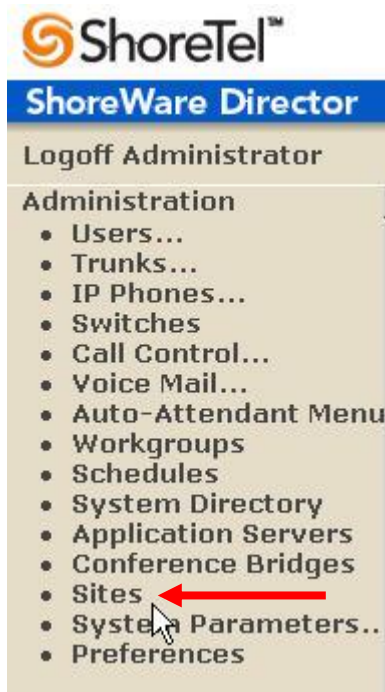 ShoreTel™
ShoreWare Director
Logoff Administrator
Administration
• Users...
• Trunks...
• IP Phones...
• Switches
• Call Control...
• Voice Mail...
• Auto-Attendant Menu
• Workgroups
• Schedules
• System Directory
• Application Servers
• Conference Bridges
• Sites
• System Parameters..
• Preferences